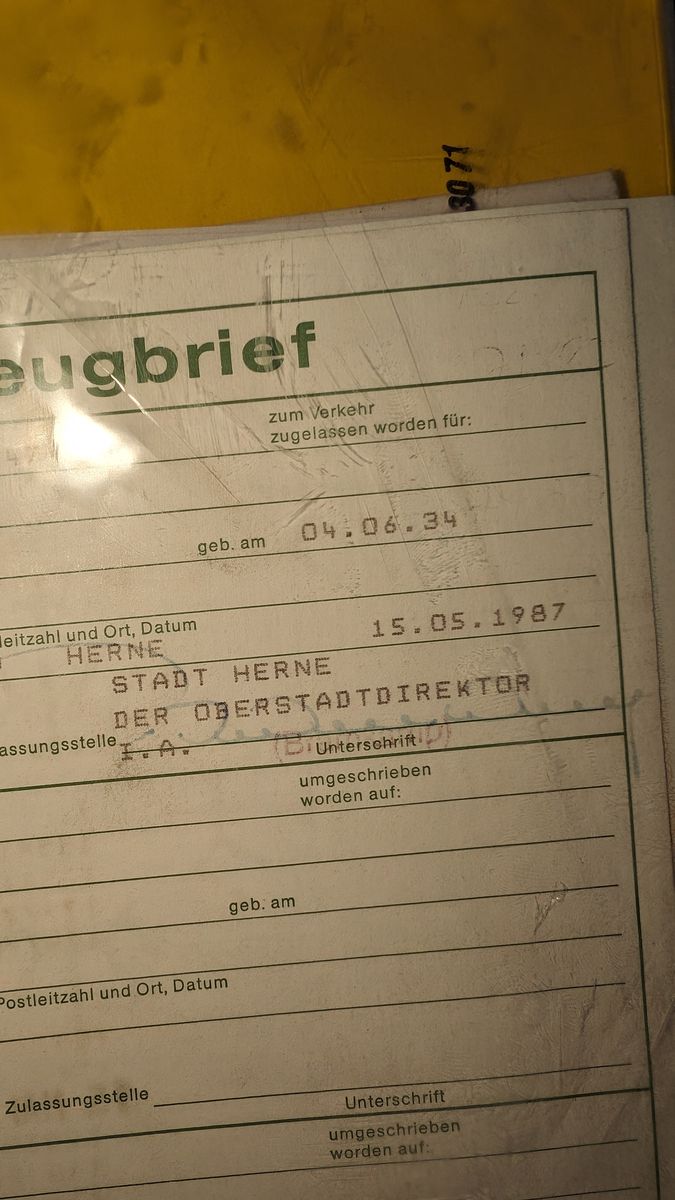 3071
eugbrief
zum Verkehr
zugelassen worden für:
geb. am 04.06.34
leitzahl und Ort, Datum 15.05.1987
HERNE
STADT HERNE
DER OBERSTADTDIREKTOR
assungsstelle I.A. Unterschrift
umgeschrieben
worden auf:
geb. am
Postleitzahl und Ort, Datum
Zulassungsstelle Unterschrift
umgeschrieben
worden auf: